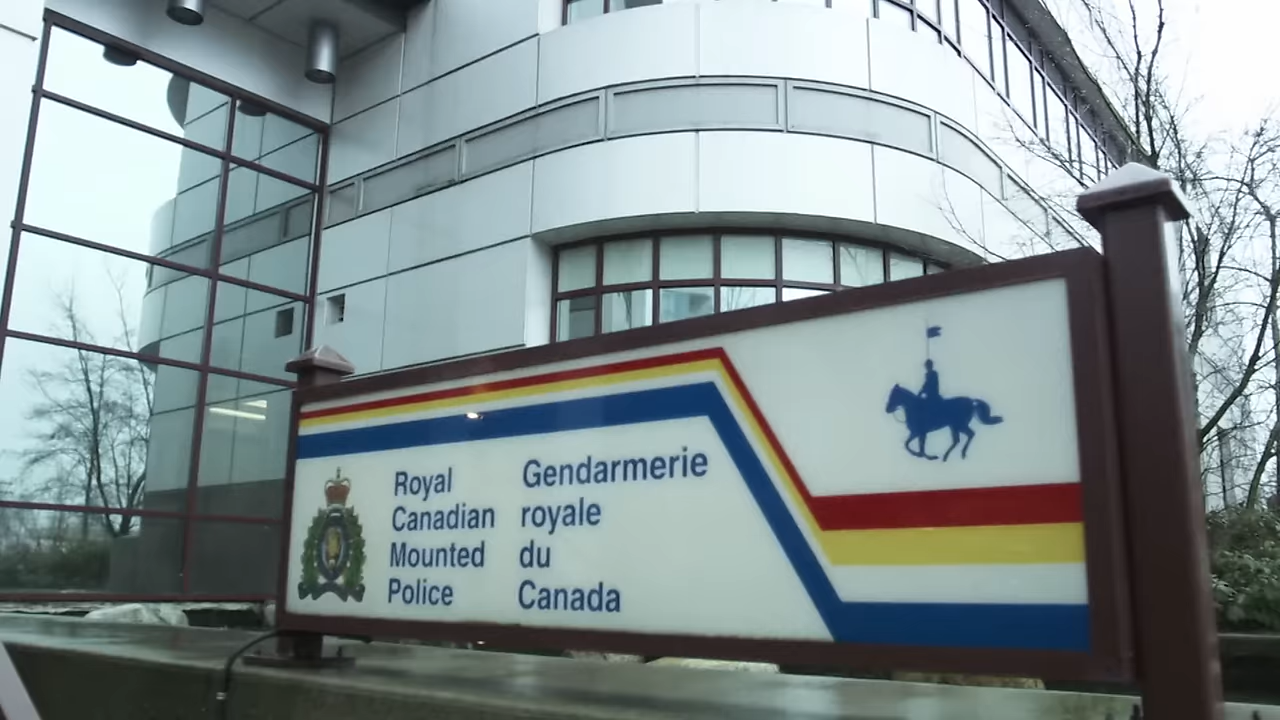 Royal
Canadian
Mounted
Police
Gendarmerie
royale
du
Canada